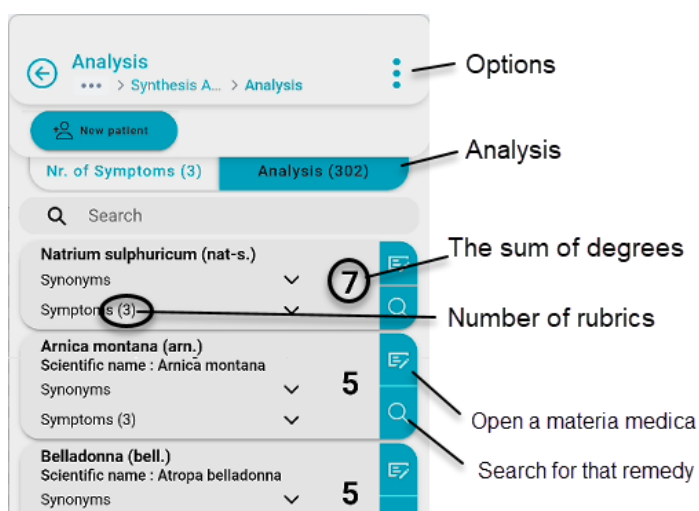 Analysis
Options
••• > Synthesis A... > Analysis
New patient
Analysis
Nr. of Symptoms (3)
Analysis (302)
Search
Natrium sulphuricum (nat-s.)
The sum of degrees
Synonyms
7
Symptoms (3)
Number of rubrics
Arnica montana (arn.)
Scientific name : Arnica montana
Synonyms
5
Symptoms (3)
Open a materia medica
Belladonna (bell.)
Search for that remedy
Scientific name : Atropa belladonna
Synonyms
5